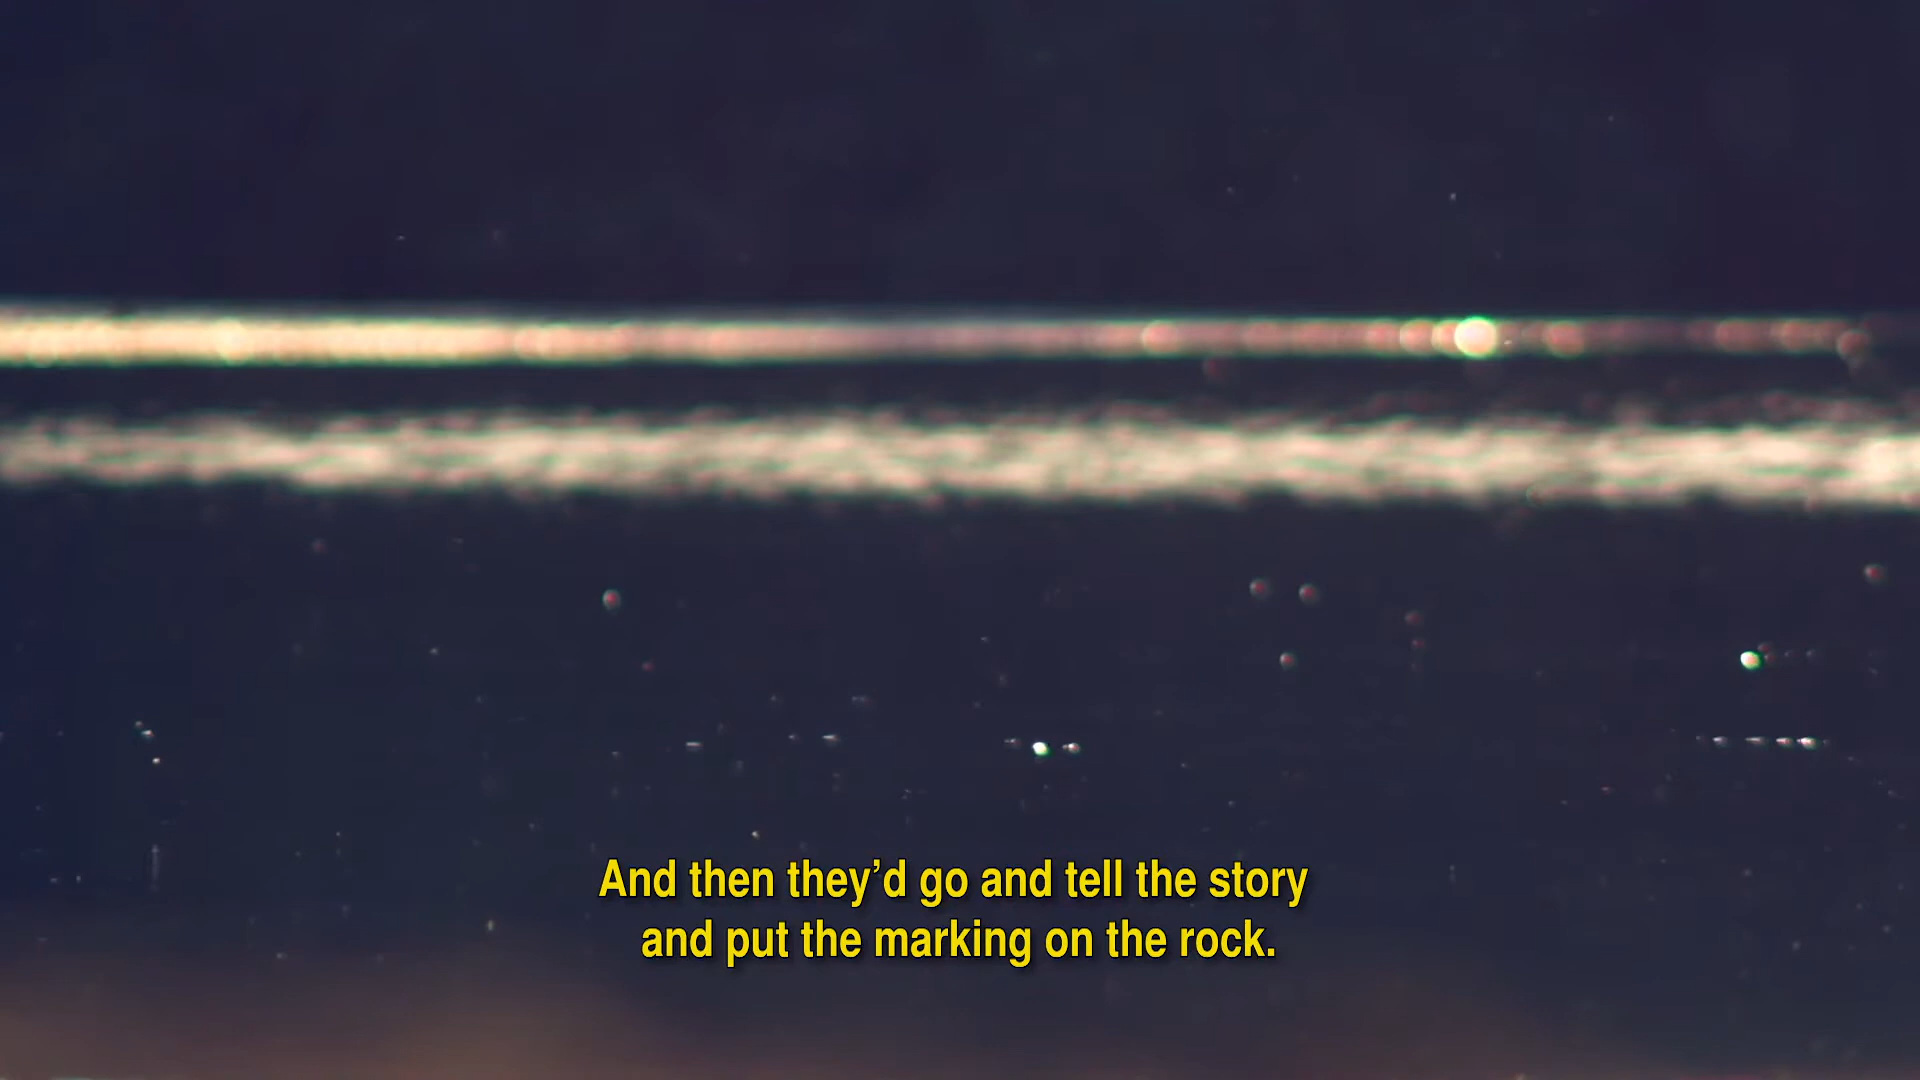 And then they’d go and tell the story
and put the marking on the rock.